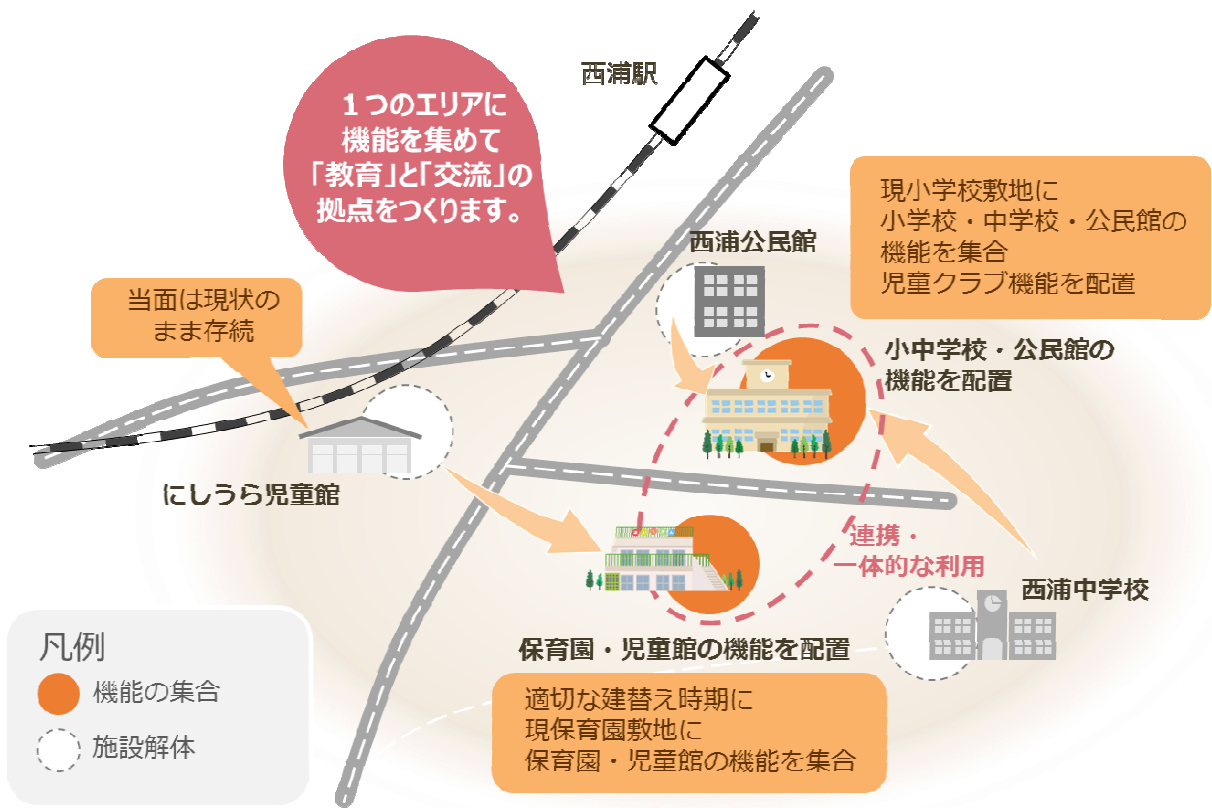 西浦駅
１つのエリアに
機能を集めて
「教育」と「交流」の
拠点をつくります。
現小学校敷地に
小学校・中学校・公民館の
機能を集合
児童クラブ機能を配置
西浦公民館
当面は現状の
まま存続
小中学校・公民館の
機能を配置
にしうら児童館
連携・
一体的な利用
西浦中学校
保育園・児童館の機能を配置
適切な建替え時期に
現保育園敷地に
保育園・児童館の機能を集合
凡例
機能の集合
施設解体